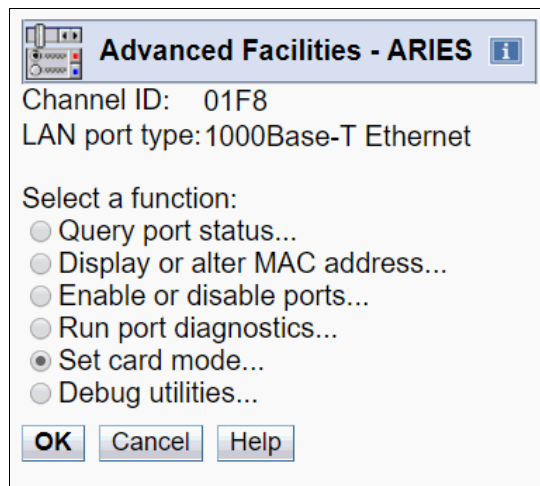 Advanced Facilities - ARIES i
Channel ID: 01F8
LAN port type: 1000Base-T Ethernet
Select a function:
Query port status...
Display or alter MAC address...
Enable or disable ports...
Run port diagnostics...
Set card mode...
Debug utilities...
OK Cancel Help